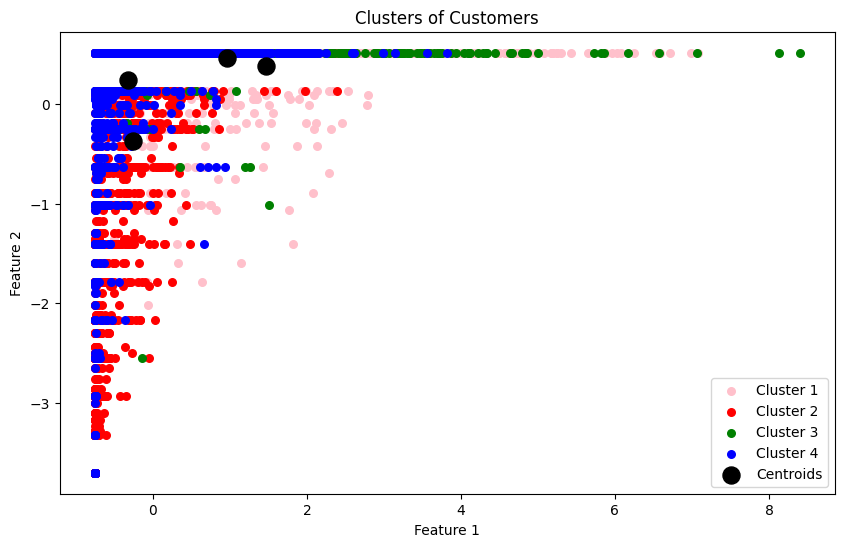 Clusters of Customers
Feature 2
0
−1
−2
−3
0
2
4
6
8
Feature 1
Cluster 1
Cluster 2
Cluster 3
Cluster 4
Centroids